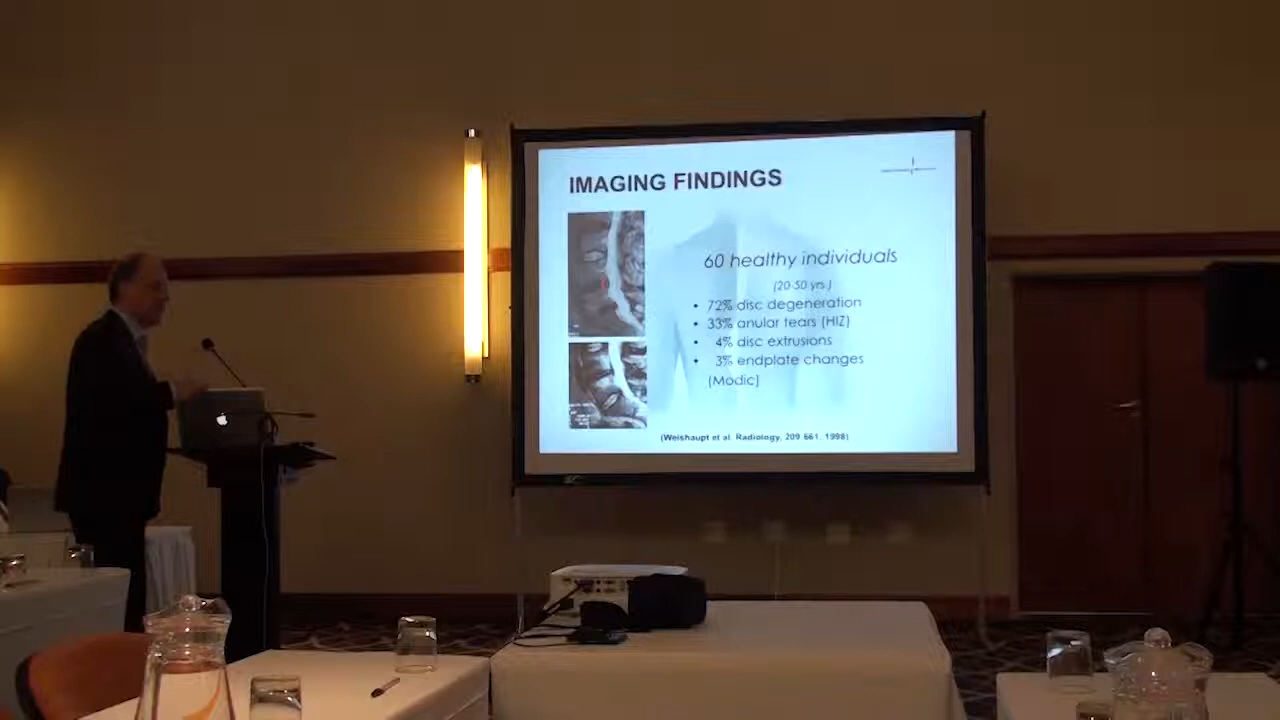 IMAGING FINDINGS
60 healthy individuals
(20-50 yrs.)
• 72% disc degeneration
• 33% anular tears (HIZ)
• 4% disc extrusions
• 3% endplate changes
(Modic)
(Weishaupt et al. Radiology, 209 661, 1998)